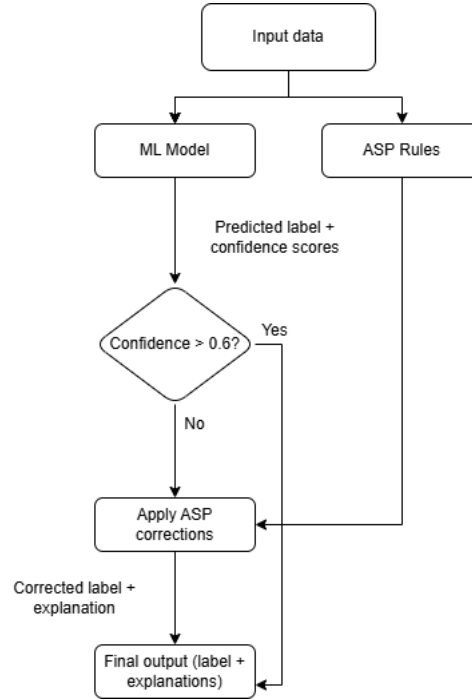 Input data
ML Model
ASP Rules
Predicted label +
confidence scores
Confidence > 0.6?
Yes
No
Apply ASP
corrections
Corrected label +
explanation
Final output (label +
explanations)